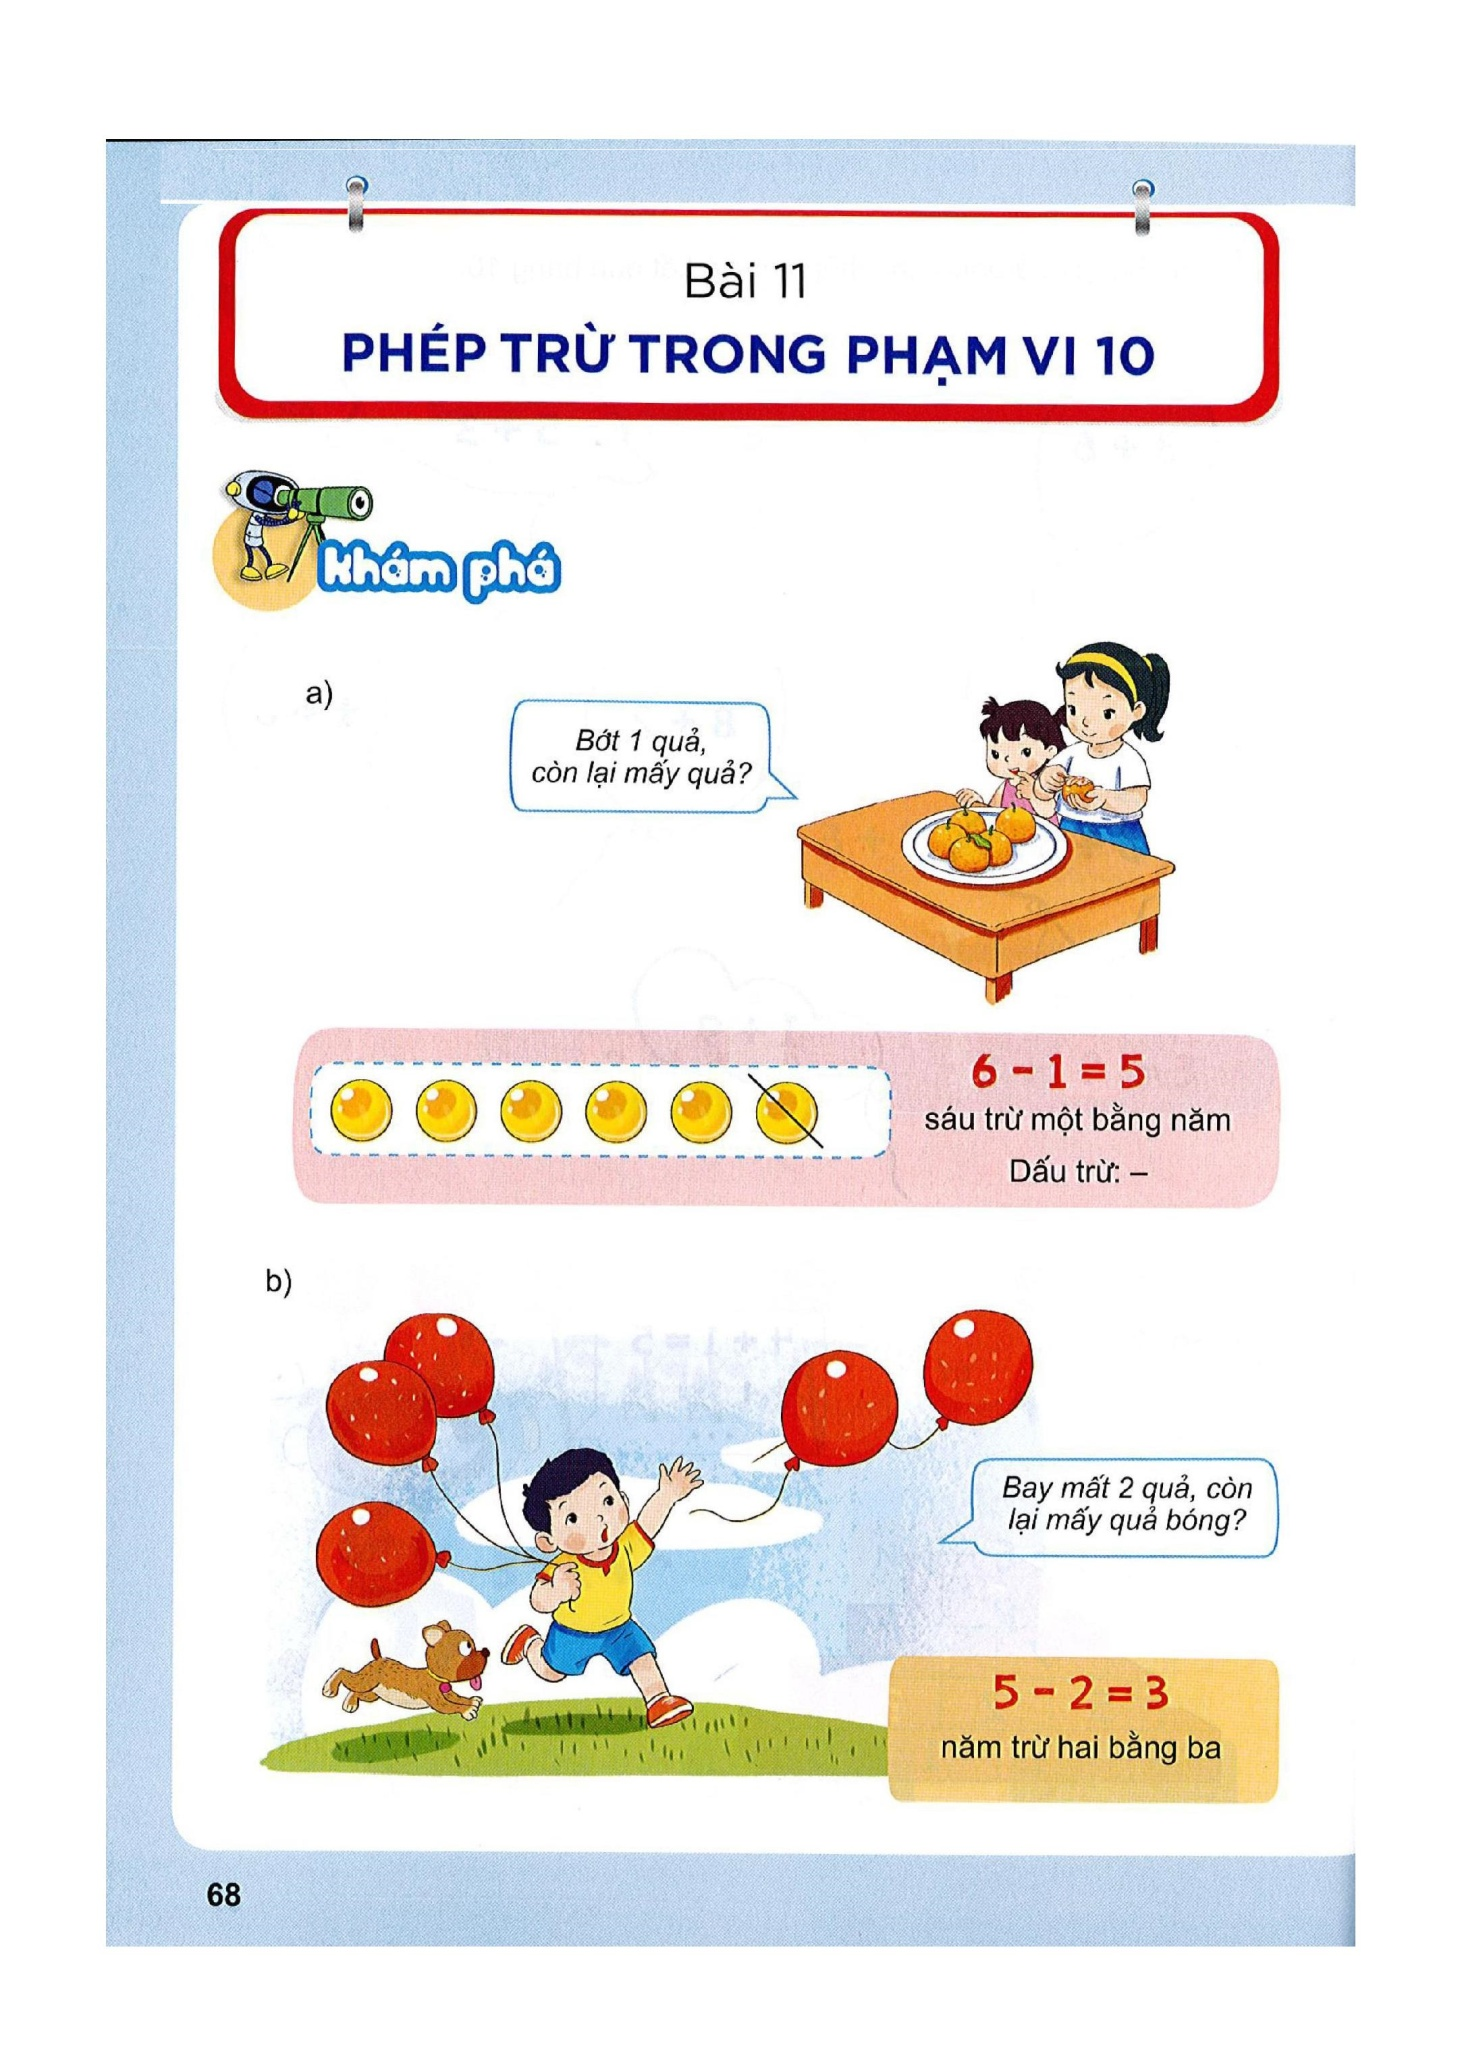 Bài 11
PHÉP TRỪ TRONG PHẠM VI 10
Khám phá
a)
Bớt 1 quả,
còn lại mấy quả?
6 - 1 = 5
sáu trừ một bằng năm
Dấu trừ: –
b)
Bay mất 2 quả, còn
lại mấy quả bóng?
5 - 2 = 3
năm trừ hai bằng ba
68